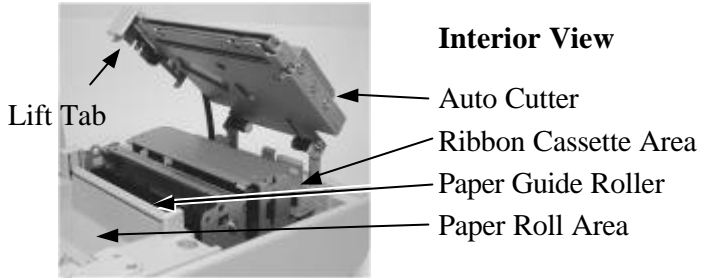 Interior View
Auto Cutter
Lift Tab
Ribbon Cassette Area
Paper Guide Roller
Paper Roll Area